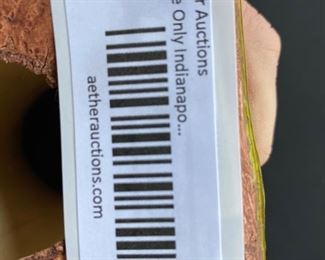 r Auctions
e Only Indianapo...
aetherauctions.com